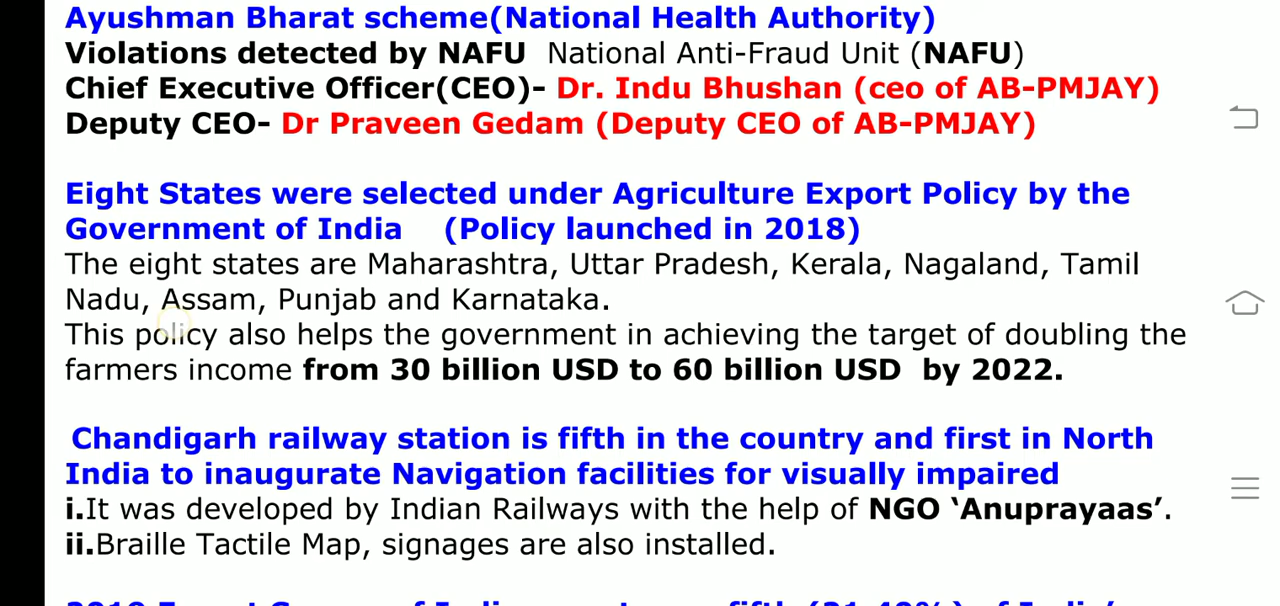 Ayushman Bharat scheme(National Health Authority)
Violations detected by NAFU National Anti-Fraud Unit (NAFU)
Chief Executive Officer(CEO)- Dr. Indu Bhushan (ceo of AB-PMJAY)
Deputy CEO- Dr Praveen Gedam (Deputy CEO of AB-PMJAY)
Eight States were selected under Agriculture Export Policy by the
Government of India (Policy launched in 2018)
The eight states are Maharashtra, Uttar Pradesh, Kerala, Nagaland, Tamil
Nadu, Assam, Punjab and Karnataka.
This policy also helps the government in achieving the target of doubling the
farmers income from 30 billion USD to 60 billion USD by 2022.
Chandigarh railway station is fifth in the country and first in North
India to inaugurate Navigation facilities for visually impaired
i.It was developed by Indian Railways with the help of NGO ‘Anuprayaas’.
ii.Braille Tactile Map, signages are also installed.